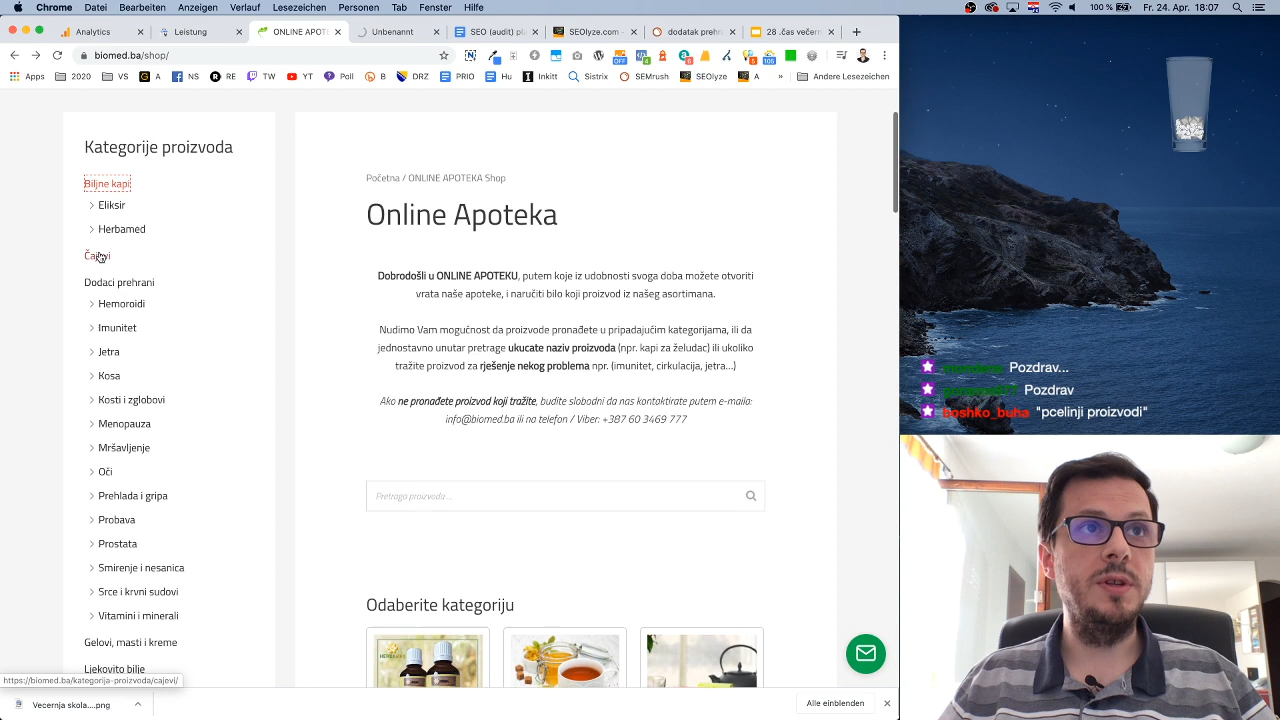 Chrome Datei Bearbeiten Anzeigen Verlauf Lesezeichen Personen Tab Fenster Hilfe 100 % Fr. 24. Apr. 18:07
Analytics Leistung ONLINE APOT Unbenannt SEO (audit) pl SEOlyze.com – dodatak prehr 28 .čas večern
biomed.ba/shop/
OFF 4 5 105
Apps 2020 VS A NS RE TW YT Poll B DRZ PRIO Hu Inkitt Sistrix SEMrush SEOlyze A » Andere Lesezeichen
Kategorije proizvoda
Biljne kapi
Eliksir
Herbamed
Čajevi
Dodaci prehrani
Hemoroidi
Imunitet
Jetra
Kosa
Kosti i zglobovi
Menopauza
Mršavljenje
Oči
Prehlada i gripa
Probava
Prostata
Smirenje i nesanica
Srce i krvni sudovi
Vitamini i minerali
Gelovi, masti i kreme
Ljekovito bilje
Početna / ONLINE APOTEKA Shop
Online Apoteka
Dobrodošli u ONLINE APOTEKU, putem koje iz udobnosti svoga doba možete otvoriti
vrata naše apoteke, i naručiti bilo koji proizvod iz našeg asortimana.
Nudimo Vam mogućnost da proizvode pronađete u pripadajućim kategorijama, ili da
jednostavno unutar pretrage ukucate naziv proizvoda (npr. kapi za želudac) ili ukoliko
tražite proizvod za rješenje nekog problema npr. (imunitet, cirkulacija, jetra...)
Ako ne pronađete proizvod koji tražite, budite slobodni da nas kontaktirate putem e-maila:
info@biomed.ba ili na telefon / Viber: +387 60 3469 777
Pretraga proizvoda ...
Odaberite kategoriju
https://biomed.ba/kategorija-proizvoda/cajevi/
Vecernja skola....png
Alle einblenden
Pozdrav...
Pozdrav
boshko_buha "pcelinji proizvodi"